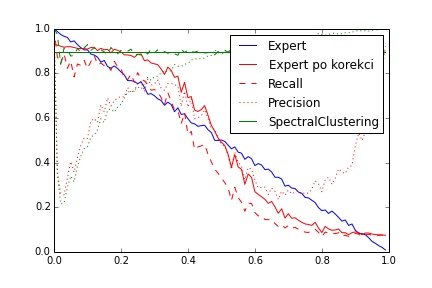 1.0
0.8
0.6
0.4
0.2
0.0
Expert
Expert po korekci
Recall
Precision
SpectralClustering
0.0 0.2 0.4 0.6 0.8 1.0